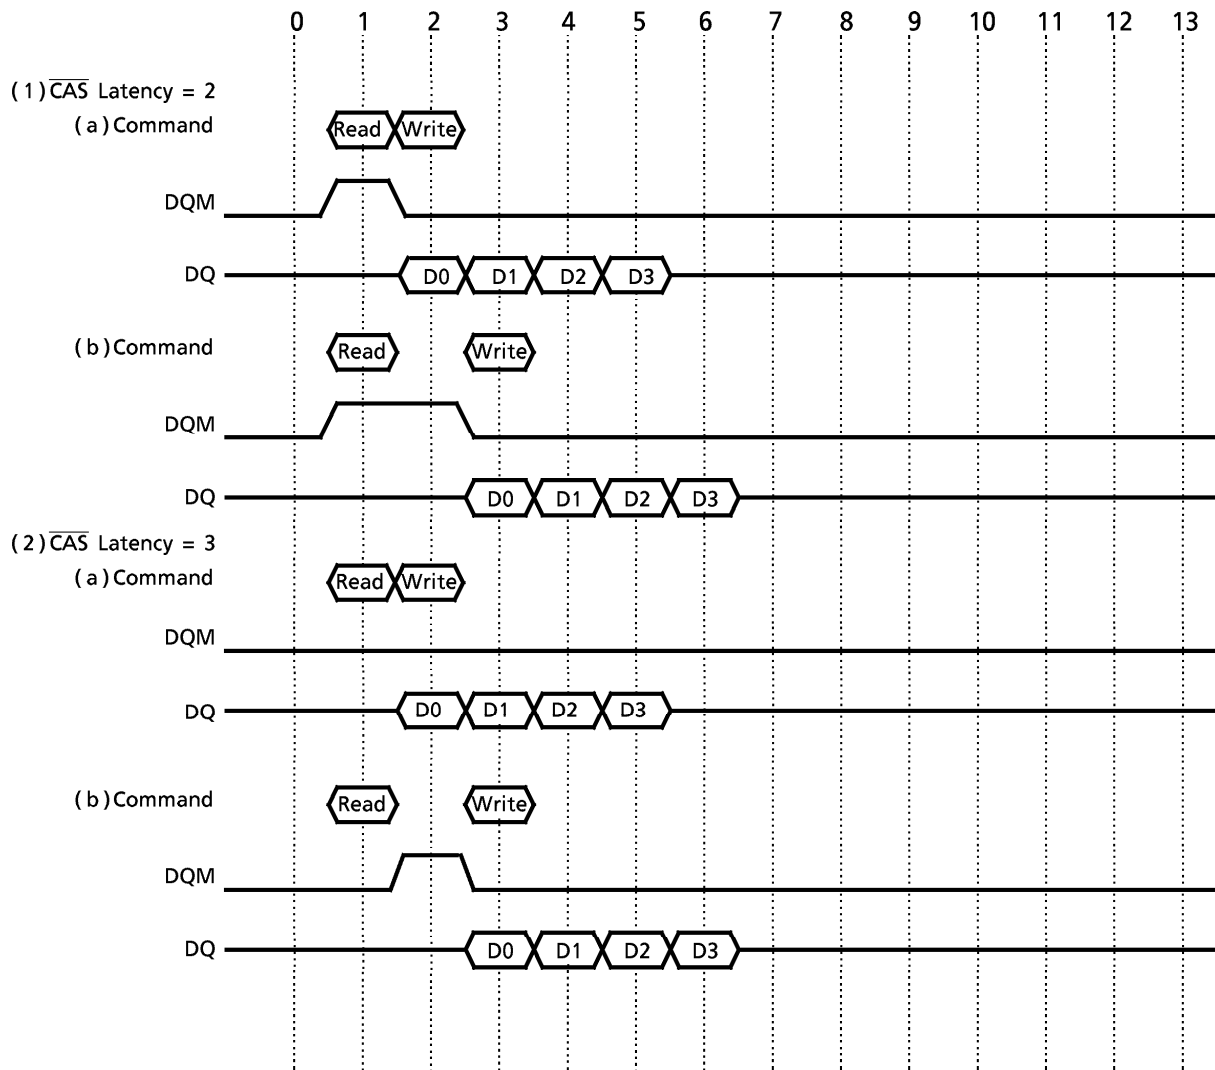 0 1 2 3 4 5 6 7 8 9 10 11 12 13
(1) CAS Latency = 2
(a) Command Read Write
DQM
DQ D0 D1 D2 D3
(b) Command Read Write
DQM
DQ D0 D1 D2 D3
(2) CAS Latency = 3
(a) Command Read Write
DQM
DQ D0 D1 D2 D3
(b) Command Read Write
DQM
DQ D0 D1 D2 D3